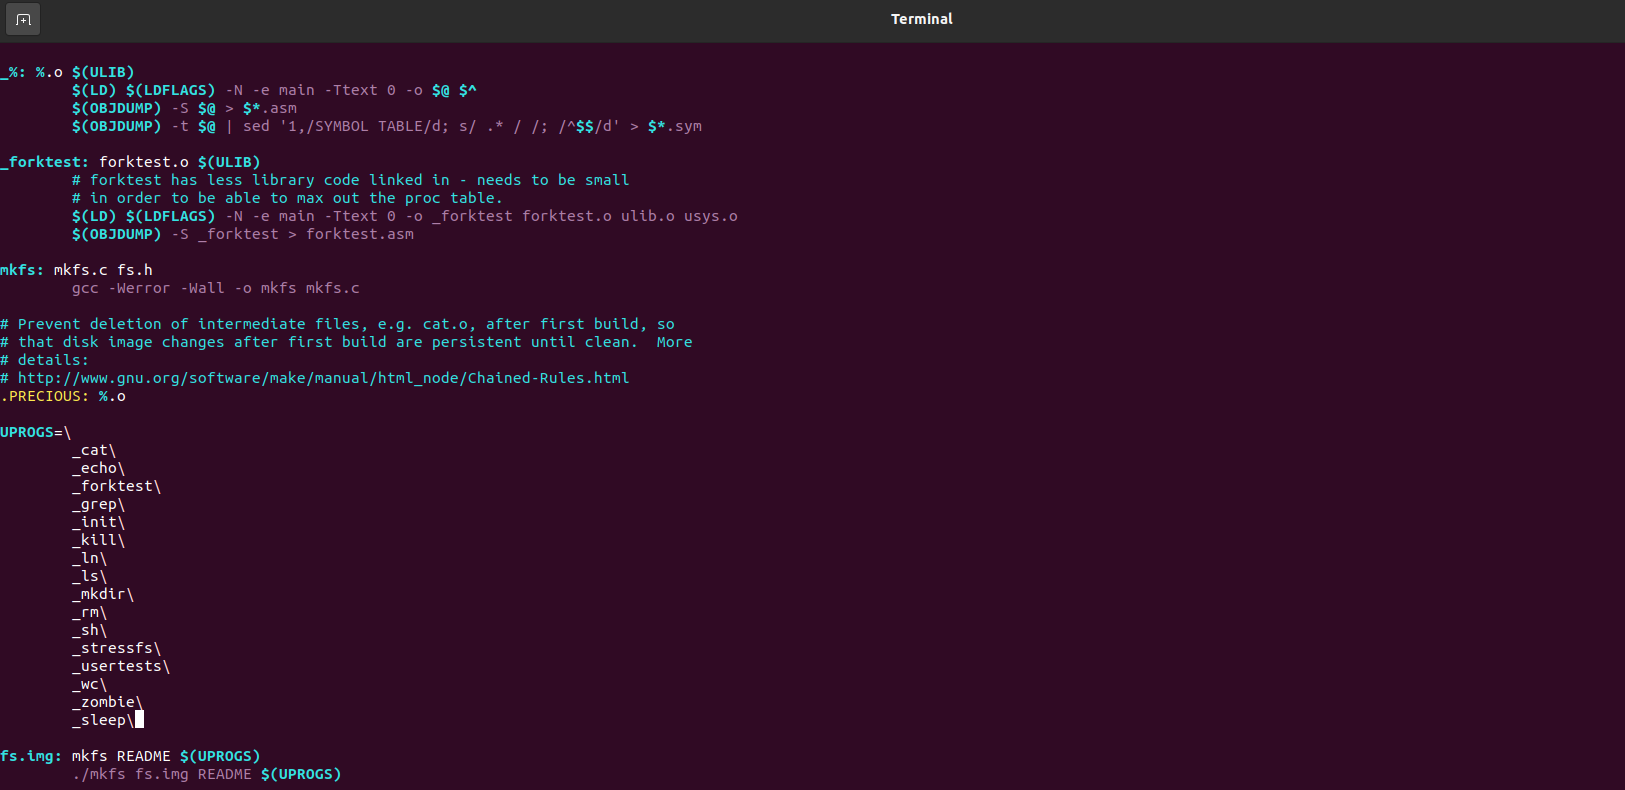 Terminal
_%: %.o $(ULIB)
        $(LD) $(LDFLAGS) -N -e main -Ttext 0 -o $@ $^
        $(OBJDUMP) -S $@ > $*.asm
        $(OBJDUMP) -t $@ | sed '1,/SYMBOL TABLE/d; s/ .* / /; /^$$/d' > $*.sym

_forktest: forktest.o $(ULIB)
        # forktest has less library code linked in - needs to be small
        # in order to be able to max out the proc table.
        $(LD) $(LDFLAGS) -N -e main -Ttext 0 -o _forktest forktest.o ulib.o usys.o
        $(OBJDUMP) -S _forktest > forktest.asm

mkfs: mkfs.c fs.h
        gcc -Werror -Wall -o mkfs mkfs.c

# Prevent deletion of intermediate files, e.g. cat.o, after first build, so
# that disk image changes after first build are persistent until clean.  More
# details:
# http://www.gnu.org/software/make/manual/html_node/Chained-Rules.html
.PRECIOUS: %.o

UPROGS=\
        _cat\
        _echo\
        _forktest\
        _grep\
        _init\
        _kill\
        _ln\
        _ls\
        _mkdir\
        _rm\
        _sh\
        _stressfs\
        _usertests\
        _wc\
        _zombie\
        _sleep\

fs.img: mkfs README $(UPROGS)
        ./mkfs fs.img README $(UPROGS)